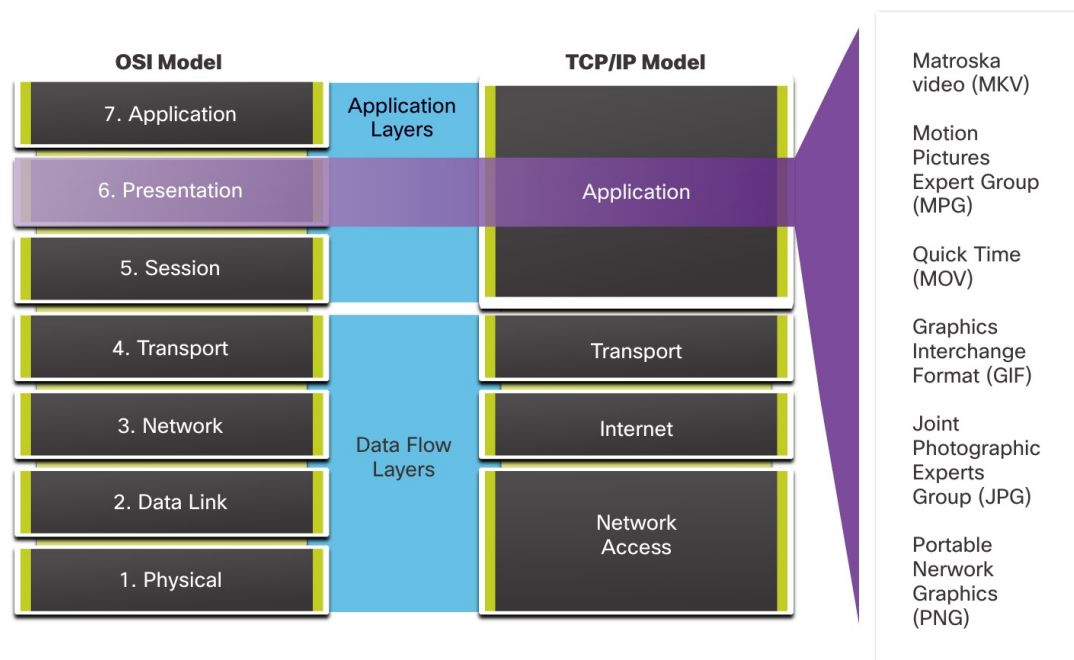 OSI Model
7. Application
6. Presentation
5. Session
4. Transport
3. Network
2. Data Link
1. Physical
Application
Layers
Data Flow
Layers
TCP/IP Model
Application
Transport
Internet
Network
Access
Matroska
video (MKV)
Motion
Pictures
Expert Group
(MPG)
Quick Time
(MOV)
Graphics
Interchange
Format (GIF)
Joint
Photographic
Experts
Group (JPG)
Portable
Nerwork
Graphics
(PNG)